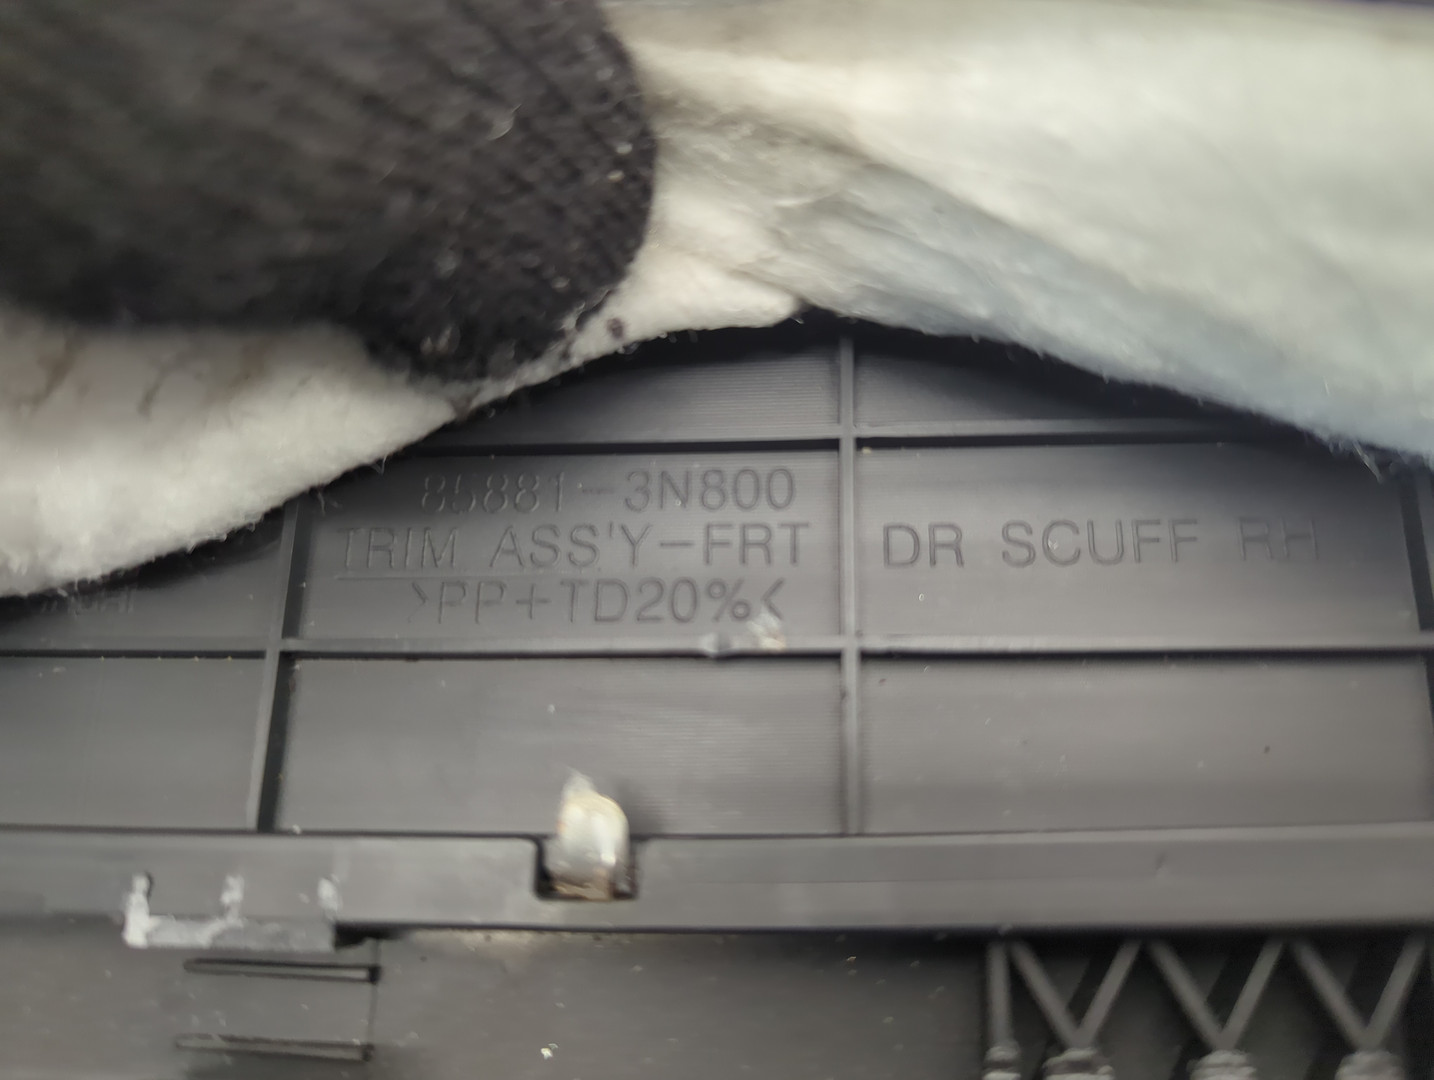 85881-3N800
TRIM ASS'Y-FRT DR SCUFF RH
>PP+TD20%<